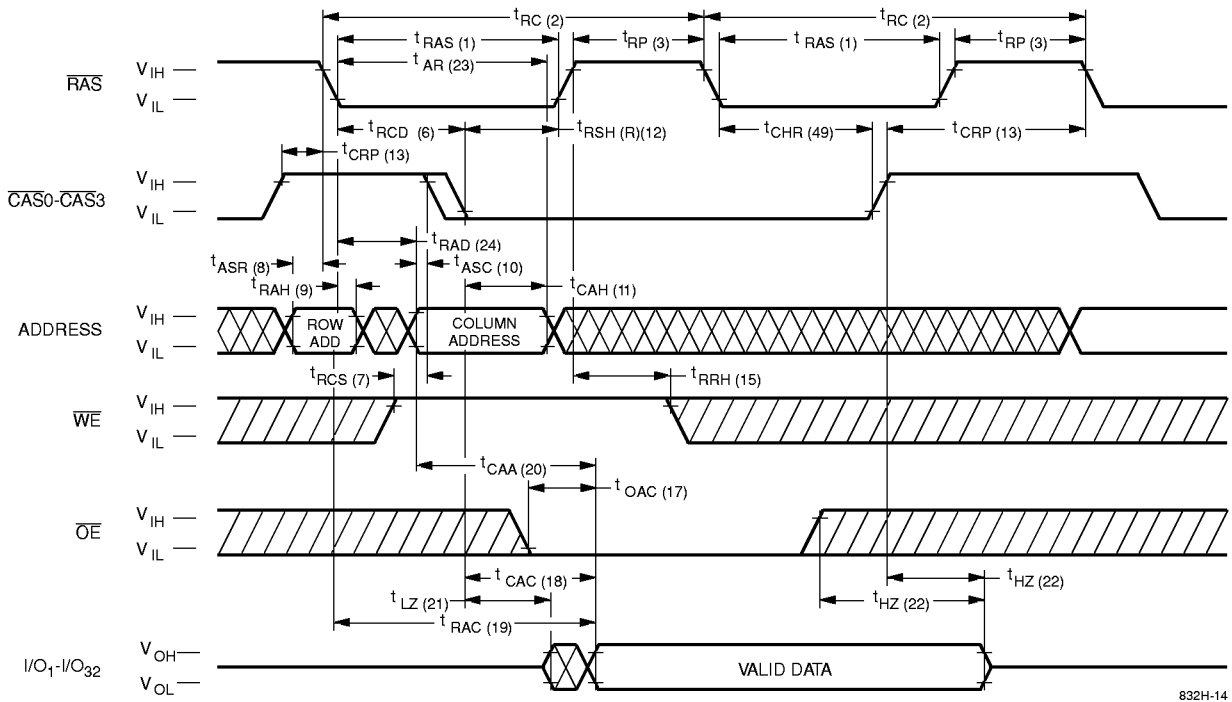 t RC (2) t RC (2)
t RAS (1) t RP (3) t RAS (1) t RP (3)
t AR (23)
RAS V IH
V IL
t RCD (6) t RSH (R)(12) t CHR (49) t CRP (13)
t CRP (13)
CAS0-CAS3 V IH
V IL
t RAD (24)
t ASR (8) t ASC (10)
t RAH (9) t CAH (11)
ADDRESS V IH
V IL
ROW ADD
COLUMN ADDRESS
t RCS (7) t RRH (15)
WE V IH
V IL
t CAA (20)
t OAC (17)
OE V IH
V IL
t CAC (18) t HZ (22)
t LZ (21) t HZ (22)
t RAC (19)
I/O1-I/O32 V OH
V OL
VALID DATA
832H-14